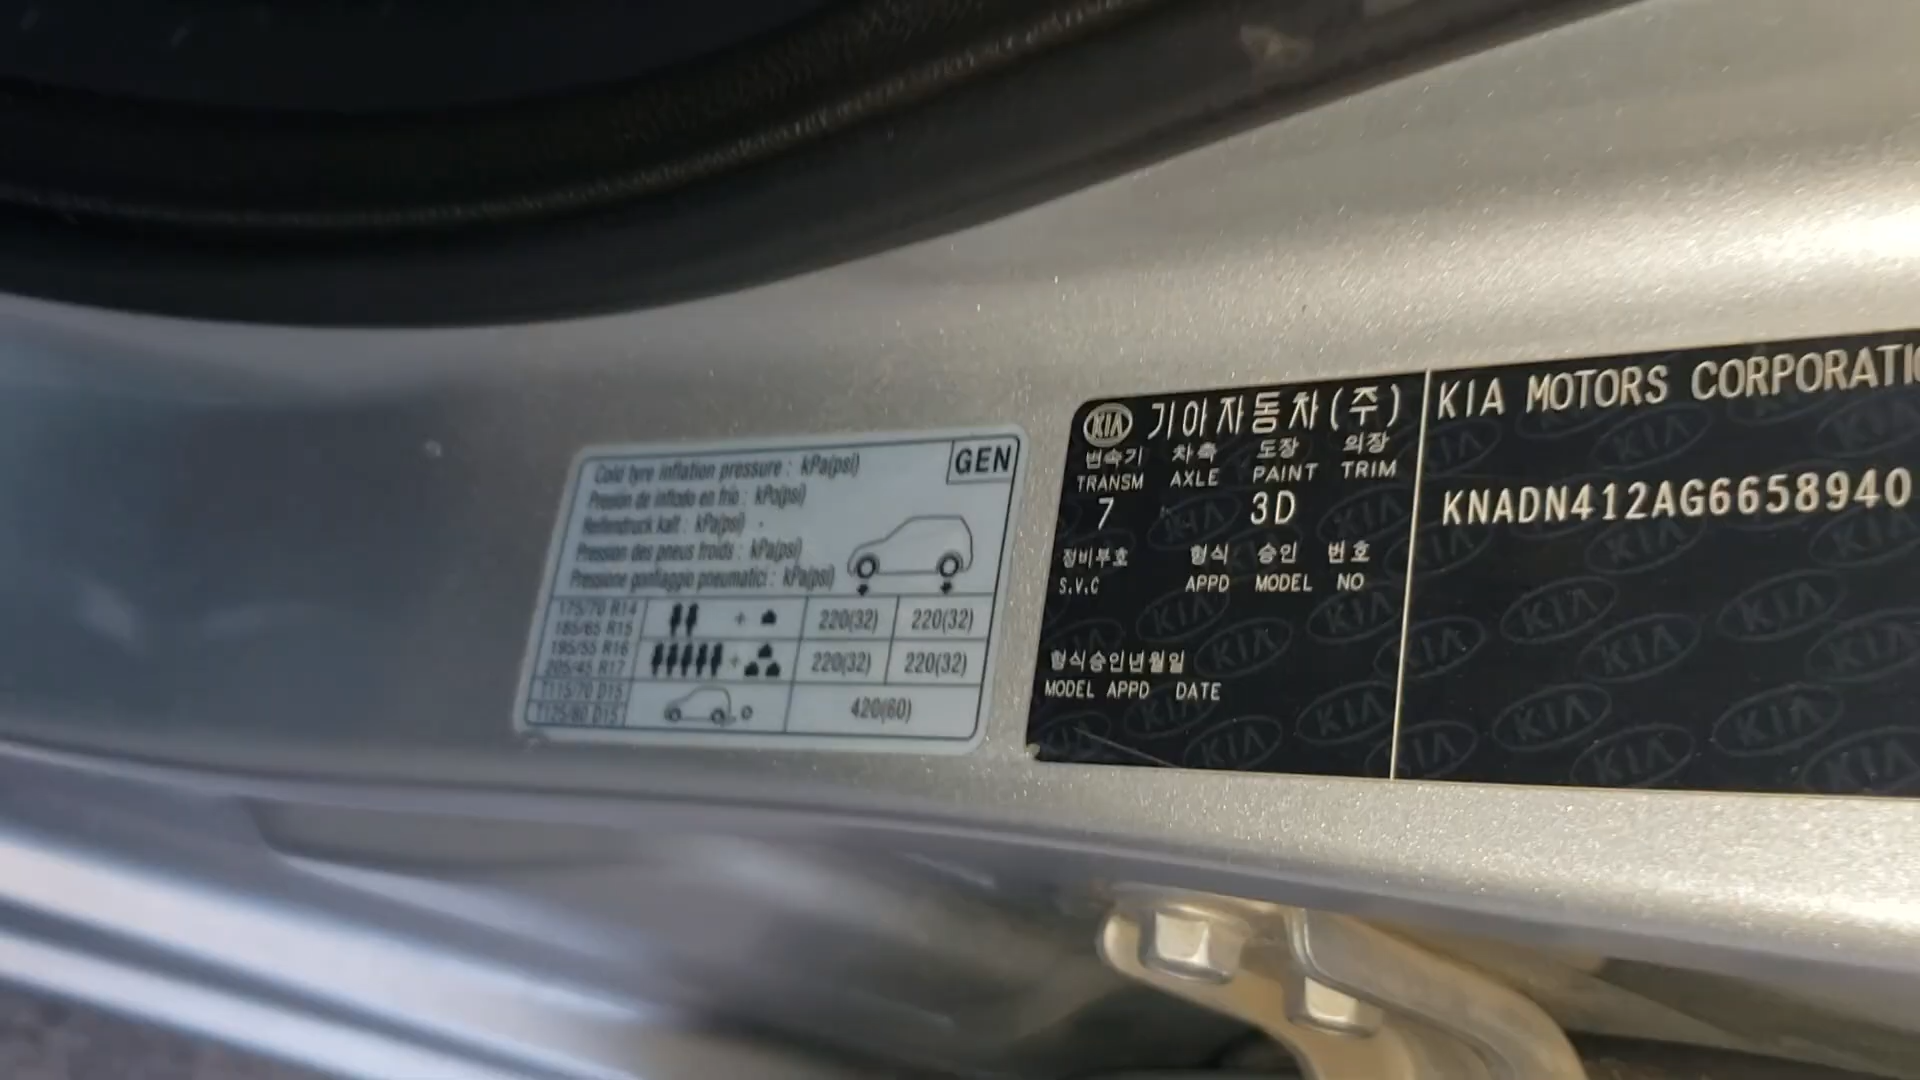 Cold tyre inflation pressure : kPa(psi)
GEN
Presion de inflado en frio : kPa(psi)
Reifendruck kalt : kPa(psi)
Pression des pneus froids : kPa(psi)
Pressione gonfiaggio pneumatici : kPa(psi)
175/70 R14
185/65 R15
+
220(32) 220(32)
195/55 R16
205/45 R17
+
220(32) 220(32)
T115/70 D15
T125/80 D15
420(60)
KIA 기아자동차(주)
변속기 차축 도장 의장
TRANSM AXLE PAINT TRIM
7 3D
정비부호 형식 승인 번호
S.V.C APPD MODEL NO
형식승인년월일
MODEL APPD DATE
KIA MOTORS CORPORATI
KNADN412AG6658940